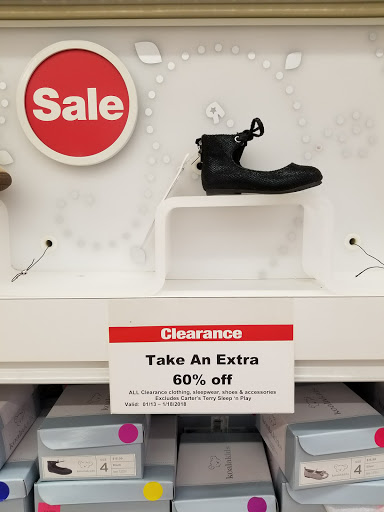 Sale
Clearance
Take An Extra
60% off
ALL Clearance clothing, sleepwear, shoes & accessories
Excludes Carter's Terry Sleep 'n Play
Valid: 01/13 – 1/18/2018
4
4